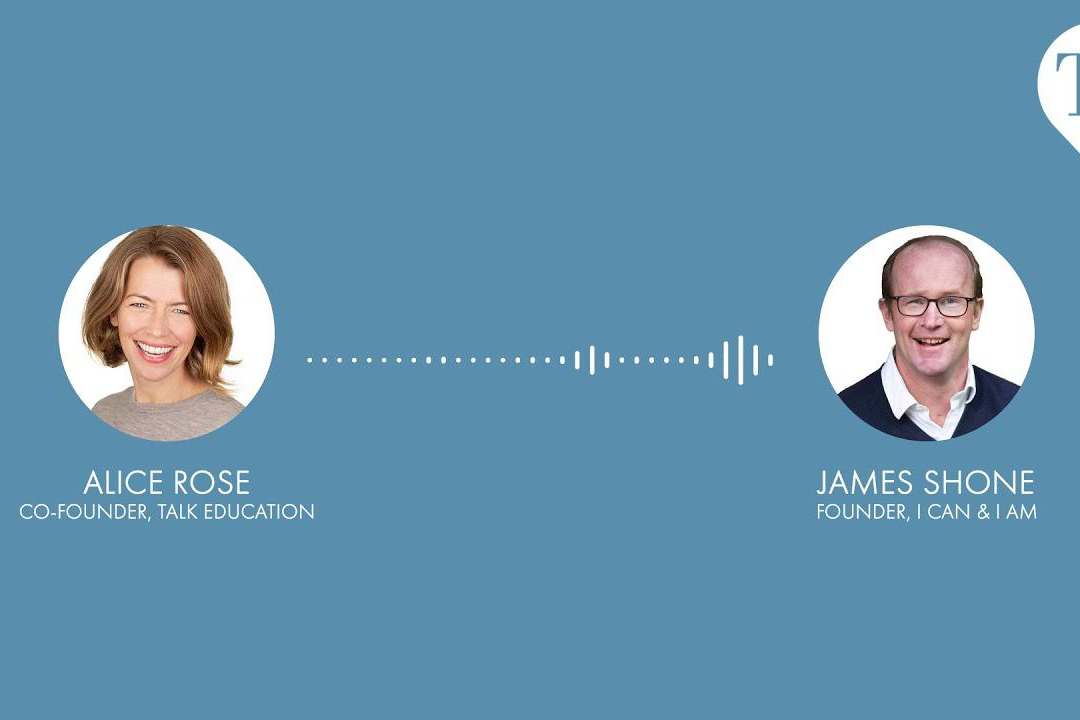 T
ALICE ROSE
CO-FOUNDER, TALK EDUCATION
JAMES SHONE
FOUNDER, I CAN & I AM